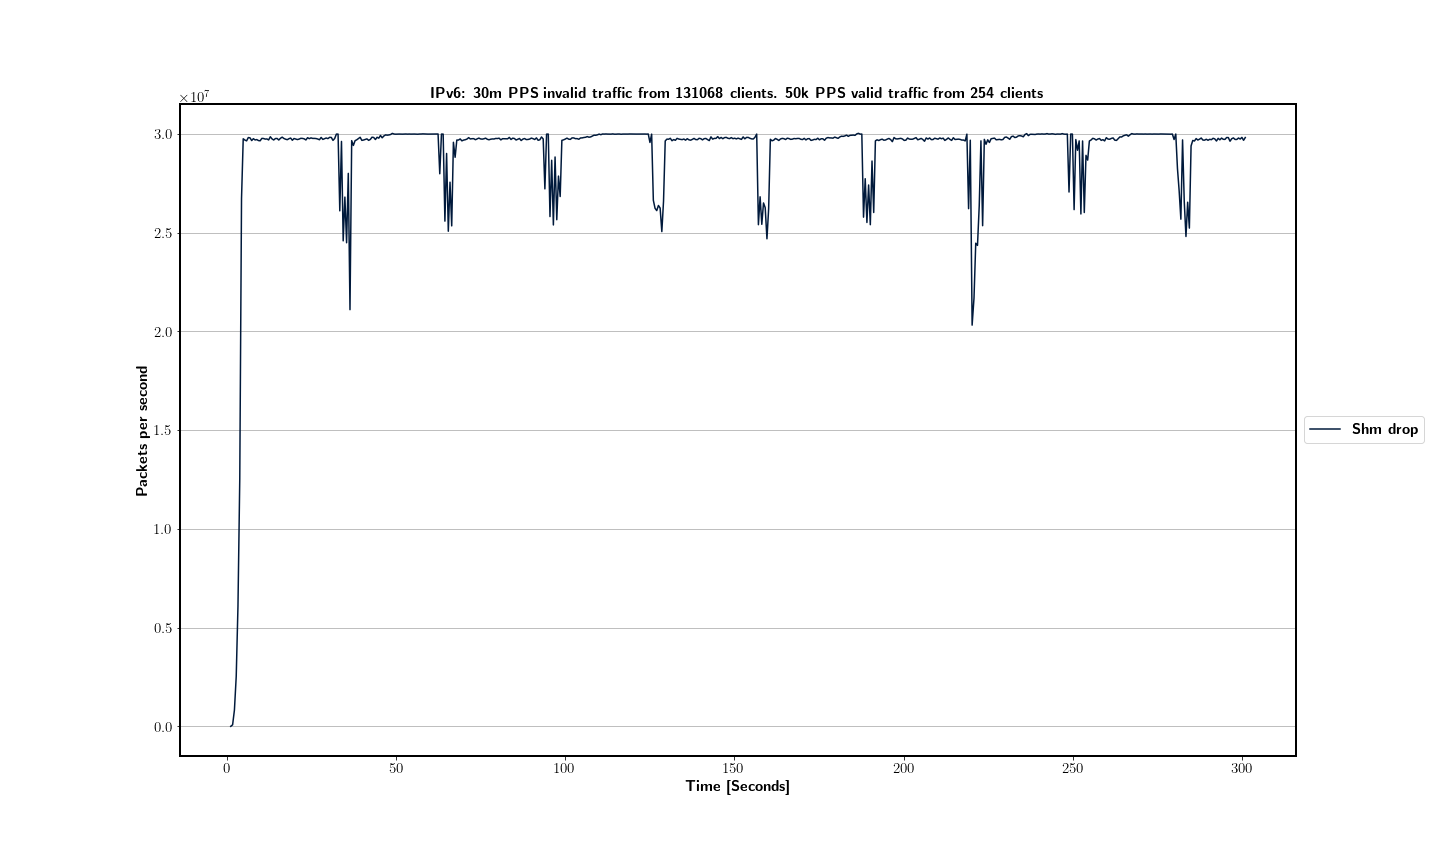 IPv6: 30m PPS invalid traffic from 131068 clients. 50k PPS valid traffic from 254 clients
×10⁷
3.0
2.5
2.0
1.5
1.0
0.5
0.0
Packets per second
0 50 100 150 200 250 300
Time [Seconds]
Shm drop